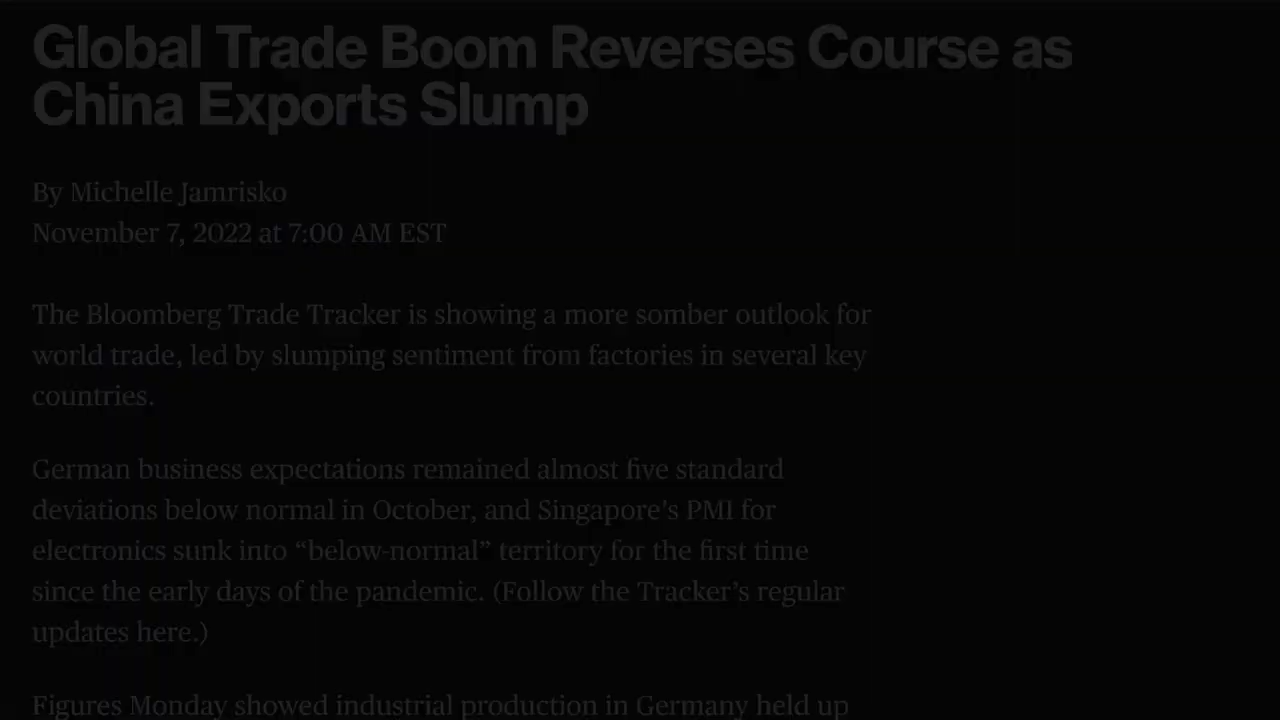 Global Trade Boom Reverses Course as
China Exports Slump
By Michelle Jamrisko
November 7, 2022 at 7:00 AM EST
The Bloomberg Trade Tracker is showing a more somber outlook for
world trade, led by slumping sentiment from factories in several key
countries.
German business expectations remained almost five standard
deviations below normal in October, and Singapore’s PMI for
electronics sunk into “below-normal” territory for the first time
since the early days of the pandemic. (Follow the Tracker’s regular
updates here.)
Figures Monday showed industrial production in Germany held up